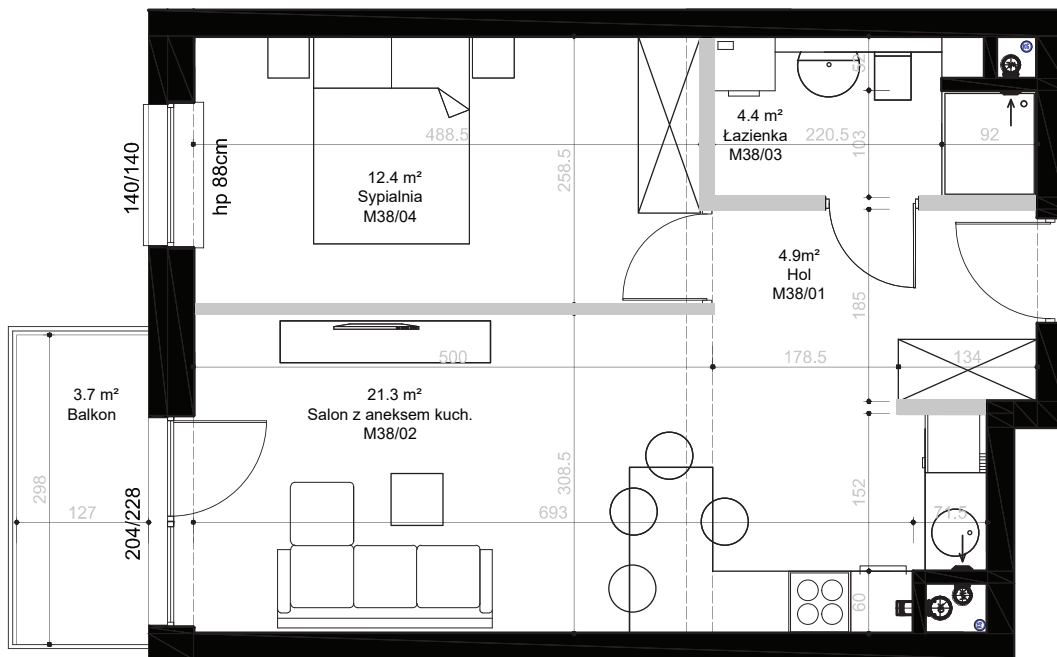 52
488.5
4.4 m²
Łazienka
M38/03
220.5
103
92
140/140
hp 88cm
258.5
12.4 m²
Sypialnia
M38/04
4.9m²
Hol
M38/01
185
500
178.5
134
3.7 m²
Balkon
21.3 m²
Salon z aneksem kuch.
M38/02
298
127
204/228
308.5
693
152
71.5
60